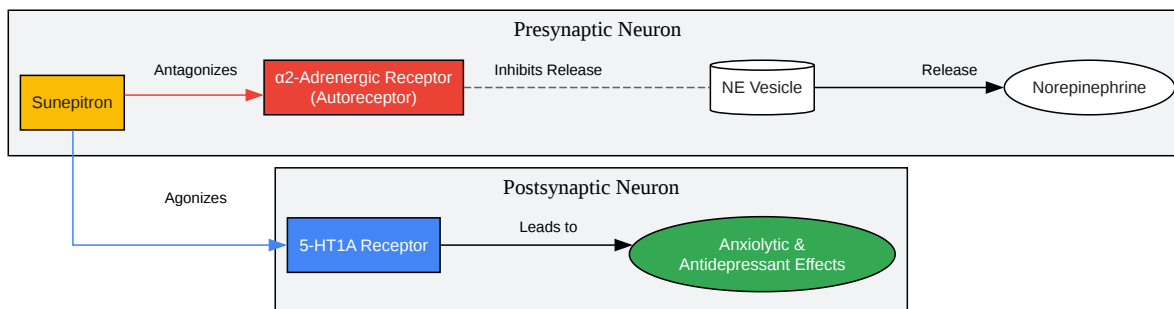 Presynaptic Neuron
Sunepitron
Antagonizes
α2-Adrenergic Receptor
(Autoreceptor)
Inhibits Release
NE Vesicle
Release
Norepinephrine
Agonizes
Postsynaptic Neuron
5-HT1A Receptor
Leads to
Anxiolytic &
Antidepressant Effects